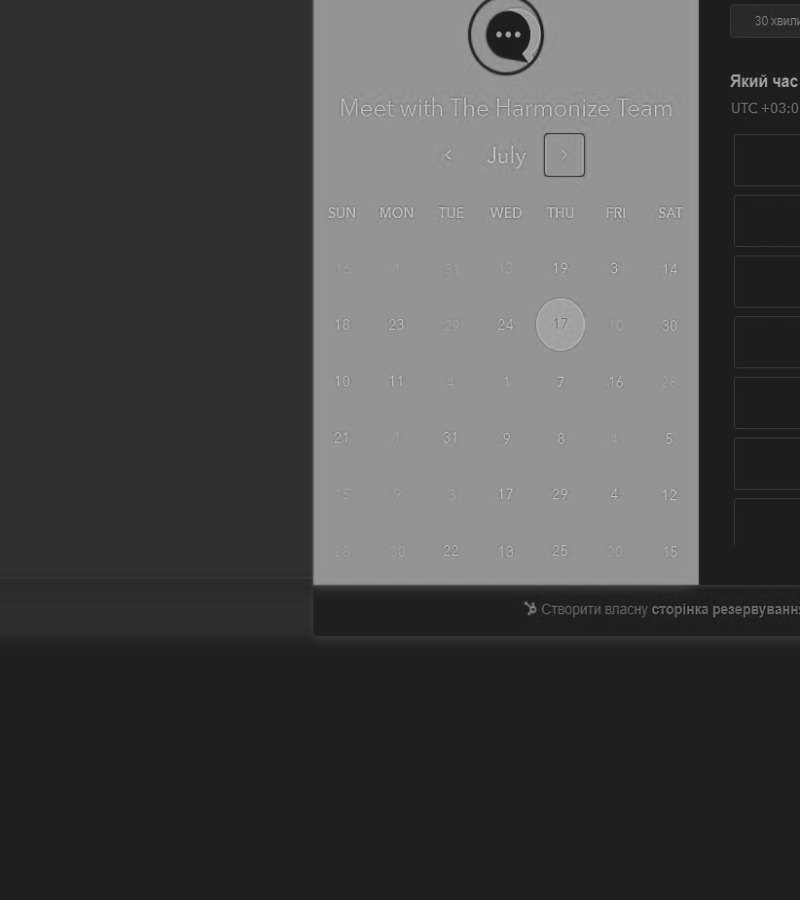 30 хвили
Meet with The Harmonize Team
Який час
UTC +03:0
July
SUN MON TUE WED THU FRI SAT
16 1 31 13 19 3 14
18 23 29 24 17 10 30
10 11 4 1 7 16 26
21 1 31 9 8 4 5
15 9 3 17 29 4 12
28 30 22 13 25 20 15
Створити власну сторінка резервування